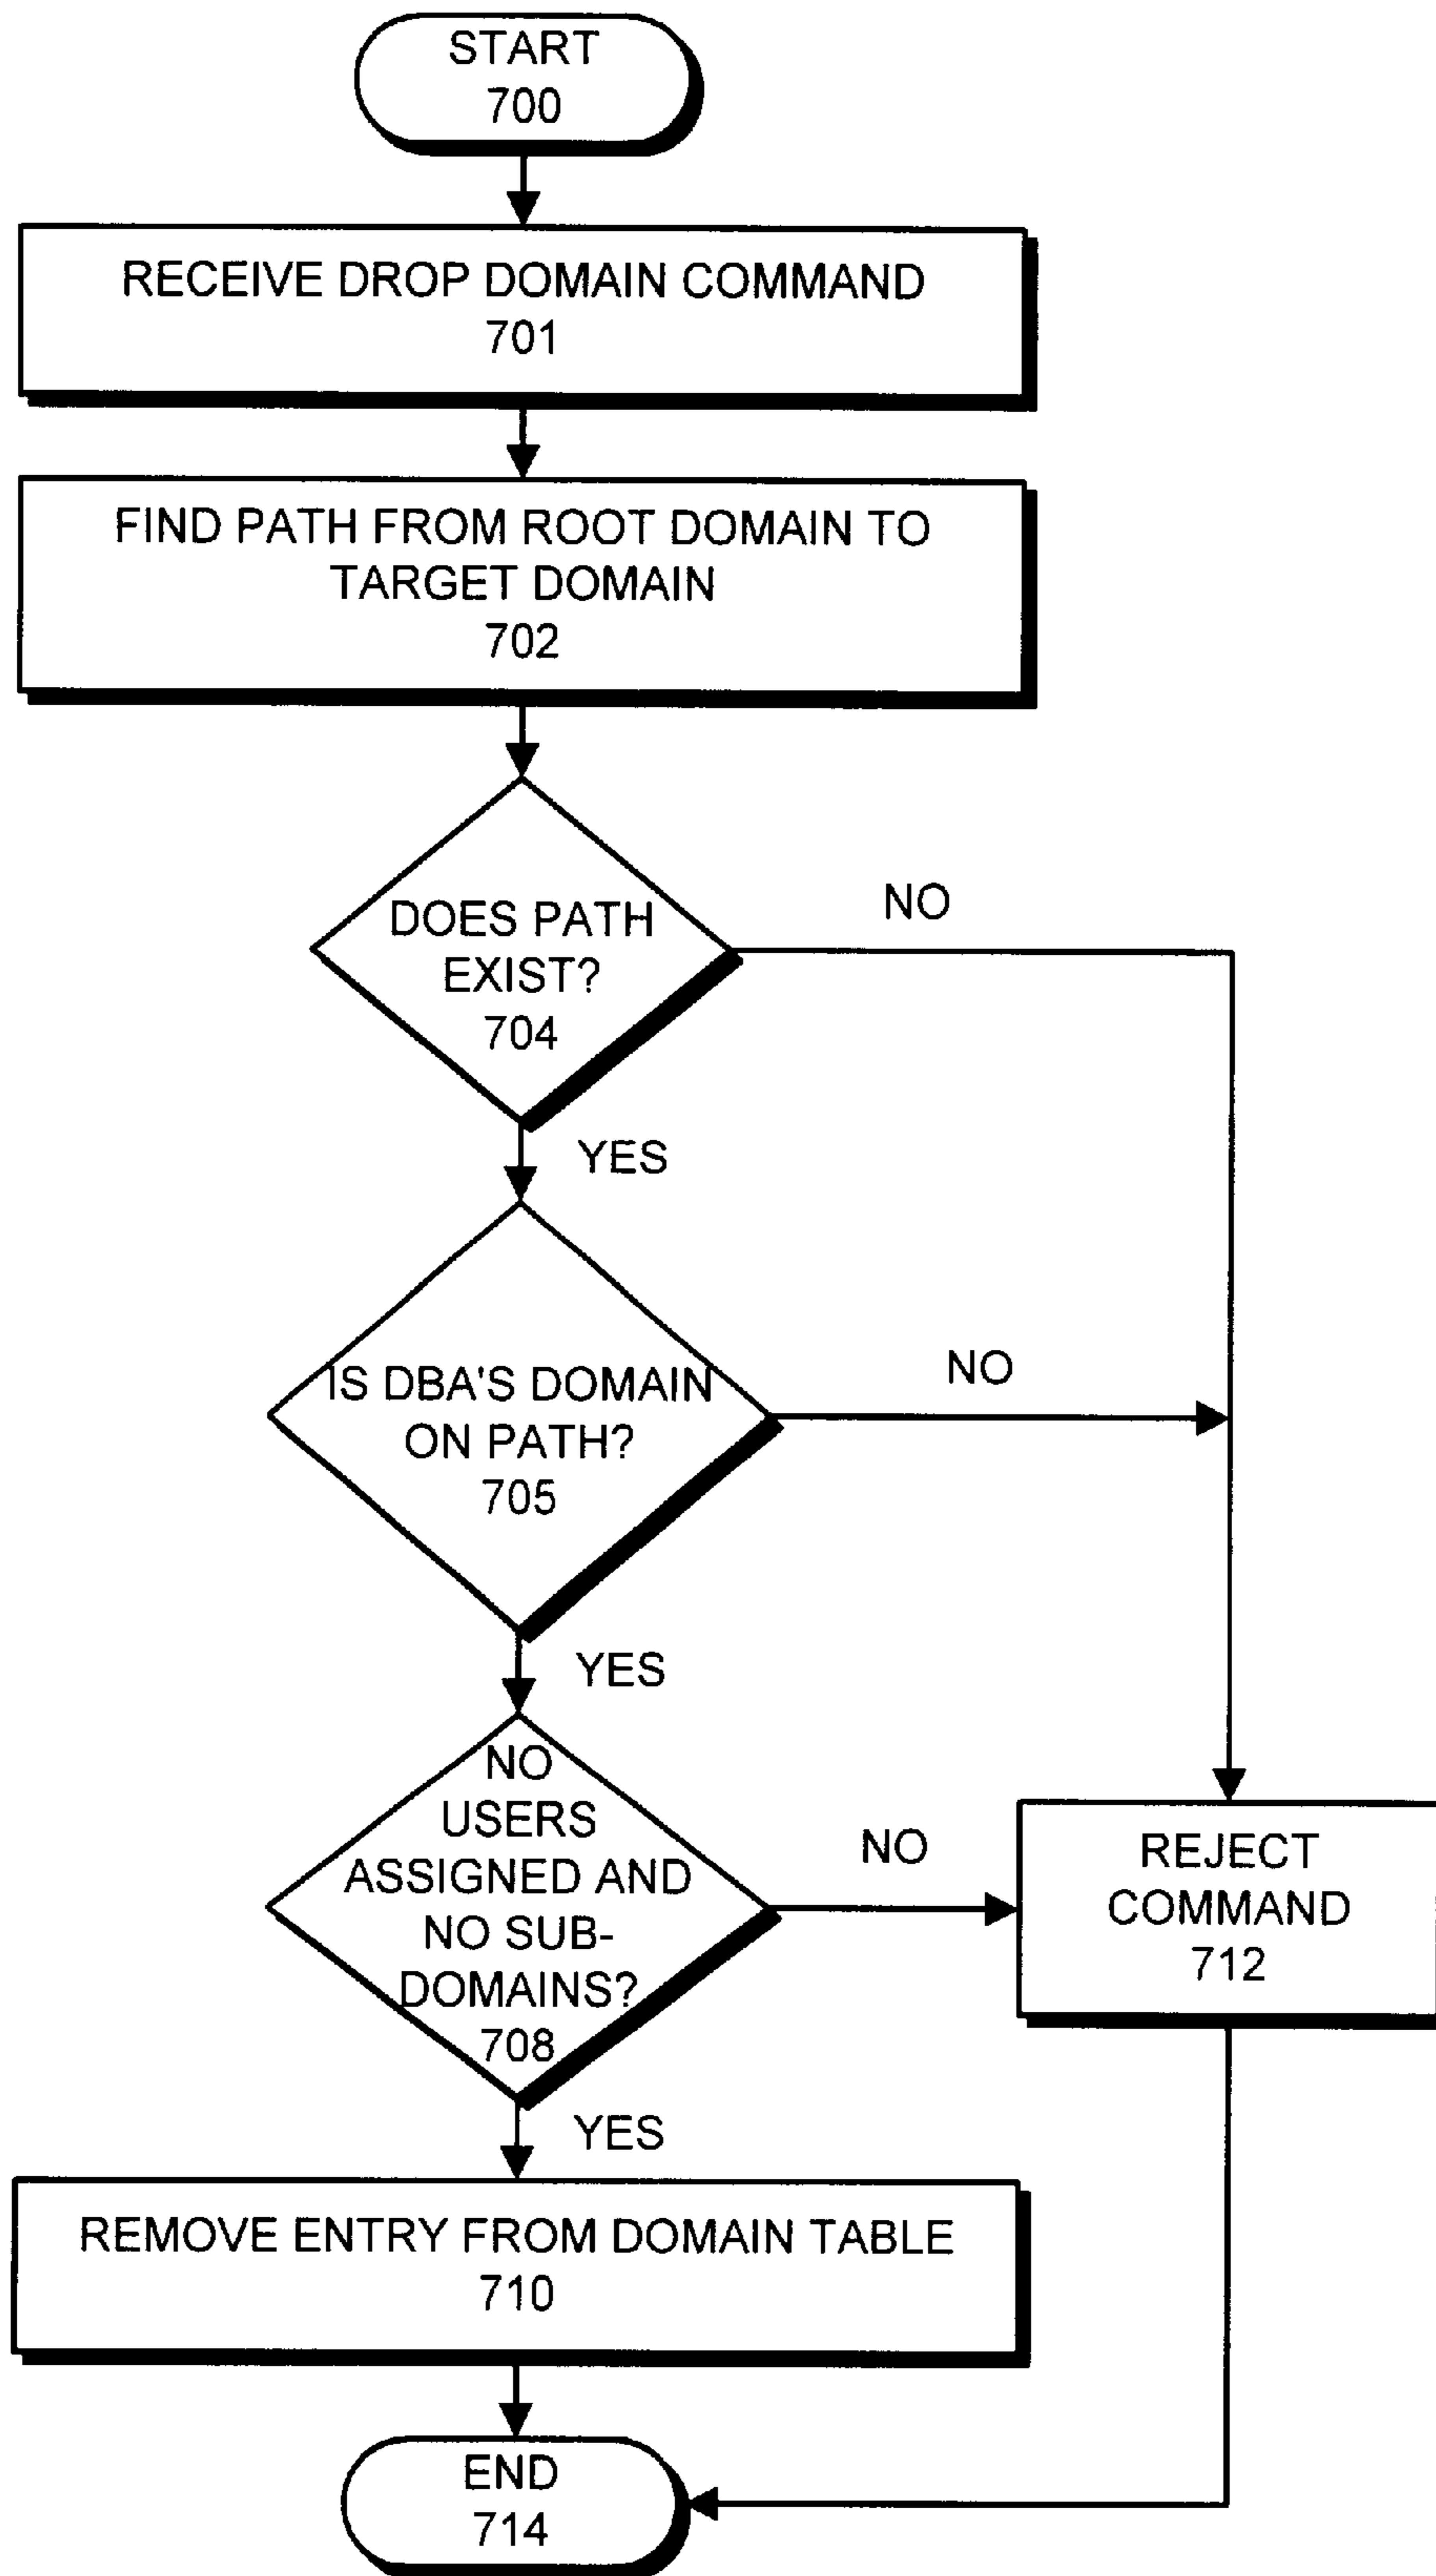 START
700
RECEIVE DROP DOMAIN COMMAND
701
FIND PATH FROM ROOT DOMAIN TO
TARGET DOMAIN
702
DOES PATH
EXIST?
704
NO
YES
IS DBA'S DOMAIN
ON PATH?
705
NO
YES
NO
USERS
ASSIGNED AND
NO SUB-
DOMAINS?
708
NO
REJECT
COMMAND
712
YES
REMOVE ENTRY FROM DOMAIN TABLE
710
END
714